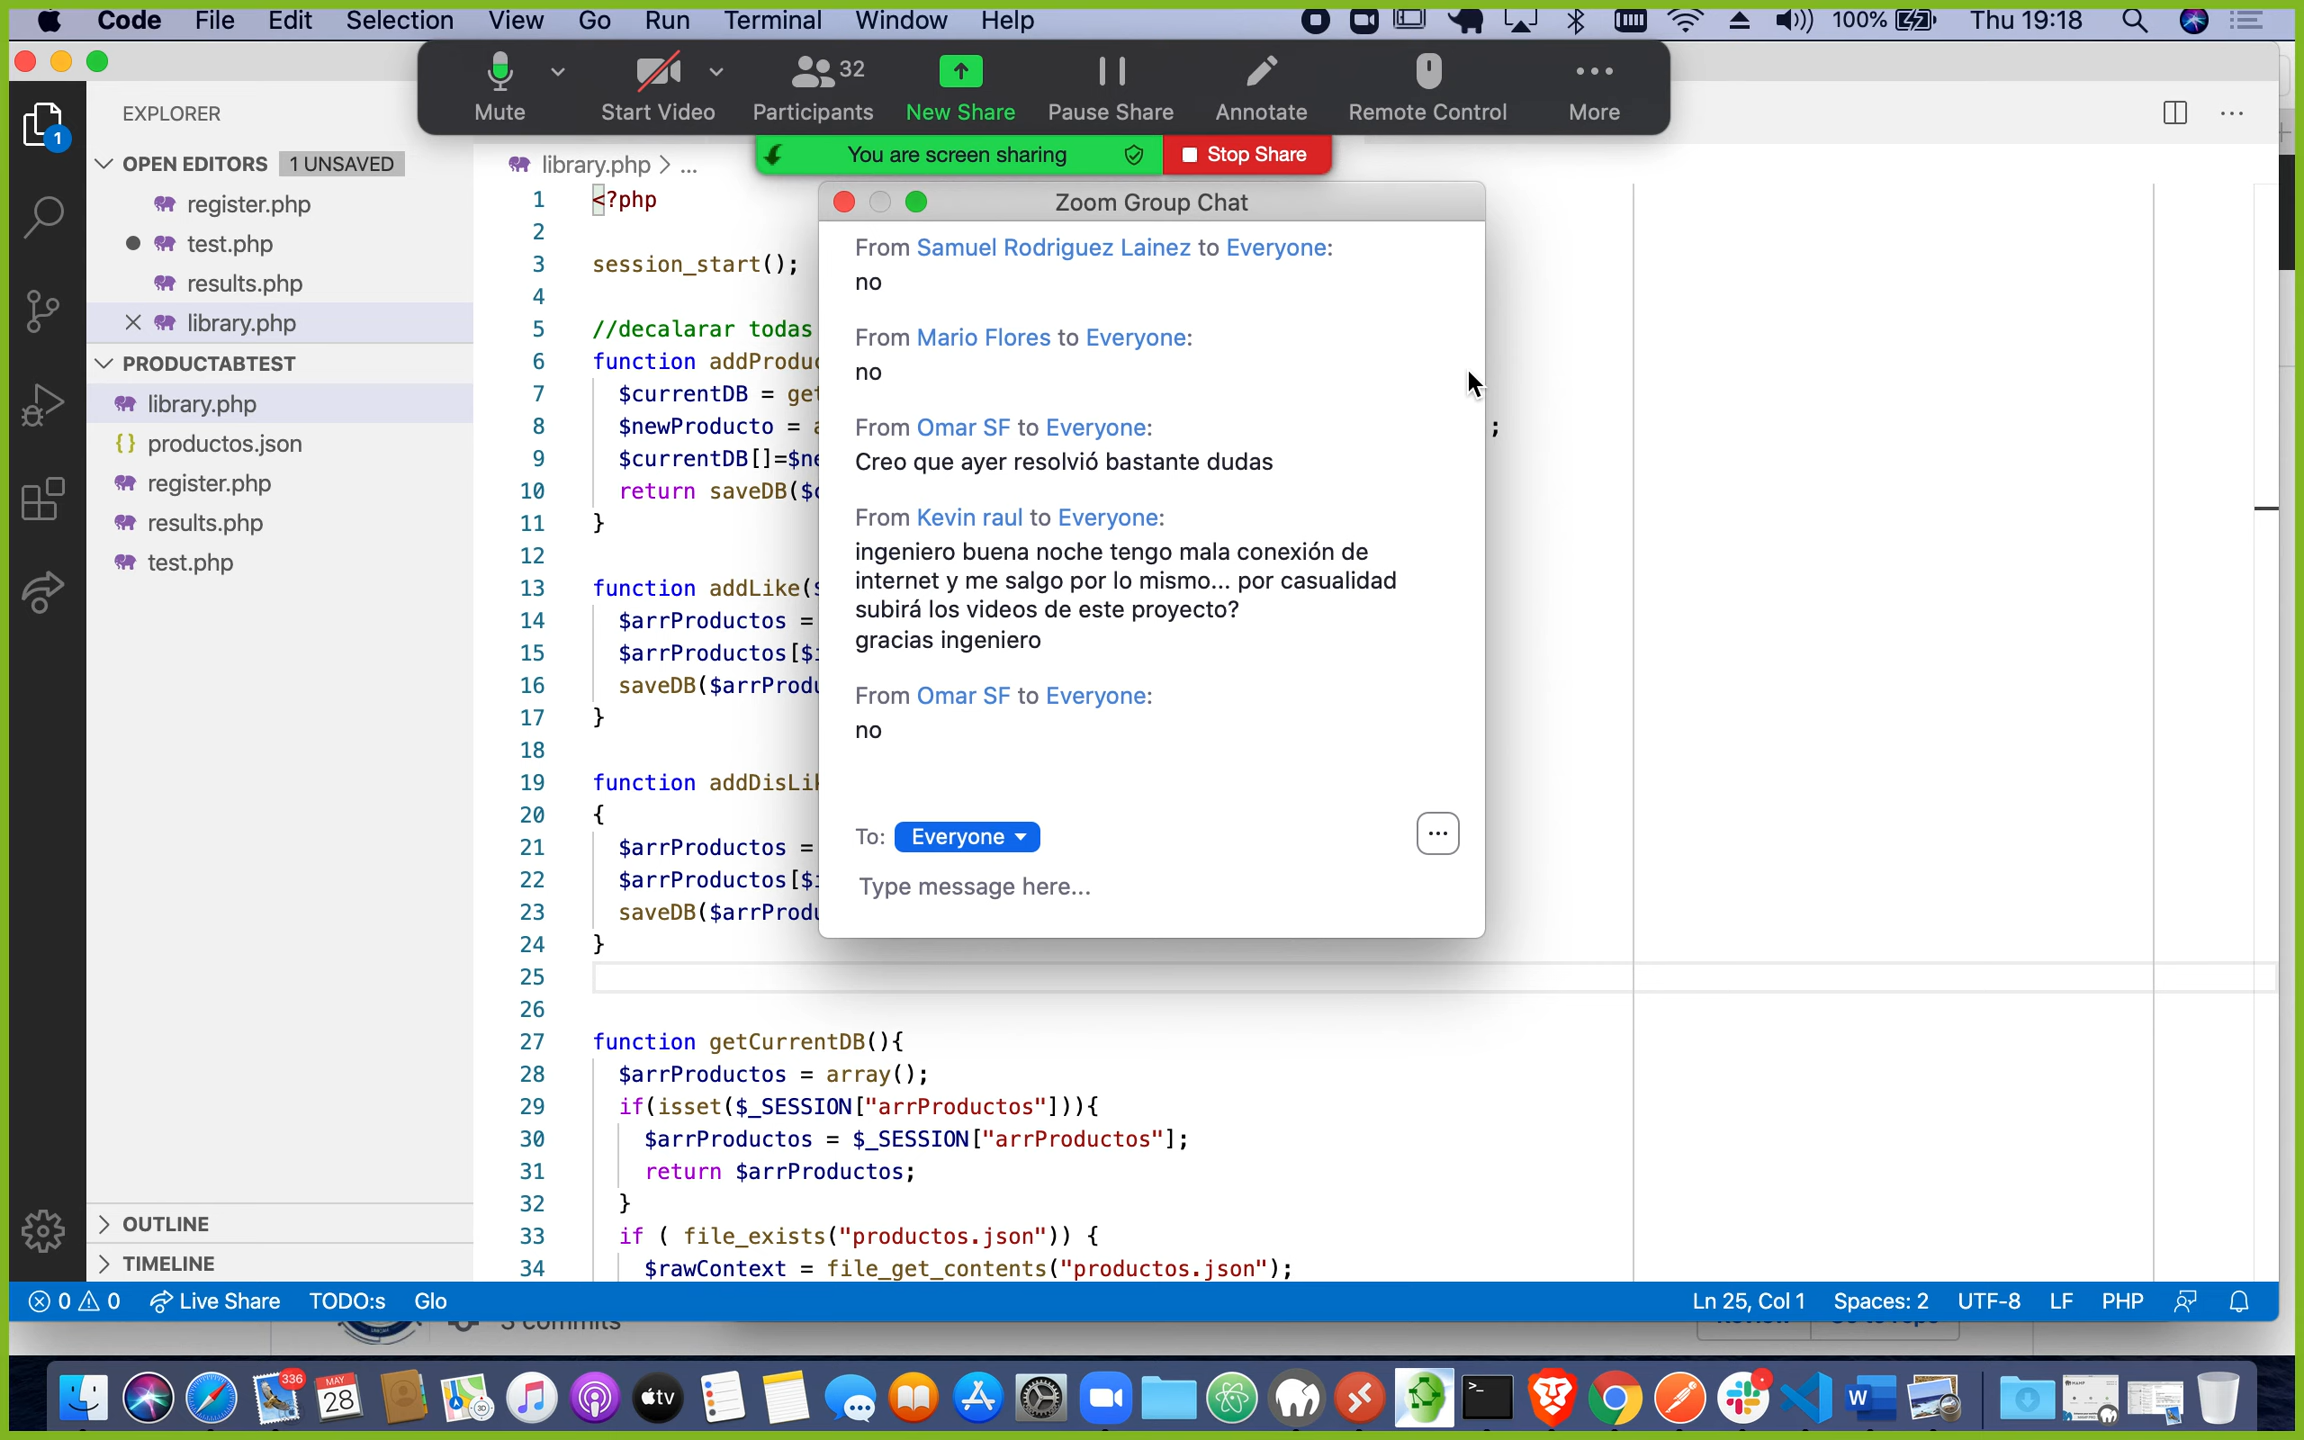 Code File Edit Selection View Go Run Terminal Window Help 100% Thu 19:18
Mute Start Video Participants 32 New Share Pause Share Annotate Remote Control More
You are screen sharing Stop Share
EXPLORER
OPEN EDITORS 1 UNSAVED
register.php
test.php
results.php
library.php
PRODUCTABTEST
library.php
productos.json
register.php
results.php
test.php
OUTLINE
TIMELINE
1
library.php > ...
1 <?php
2
3 session_start();
4
5 //decalarar todas
6 function addProduc
7 $currentDB = get
8 $newProducto = a ;
9 $currentDB[]=$ne
10 return saveDB($c
11 }
12
13 function addLike($
14 $arrProductos =
15 $arrProductos[$i
16 saveDB($arrProdu
17 }
18
19 function addDisLik
20 {
21 $arrProductos =
22 $arrProductos[$i
23 saveDB($arrProdu
24 }
25
26
27 function getCurrentDB(){
28 $arrProductos = array();
29 if(isset($_SESSION["arrProductos"])){
30 $arrProductos = $_SESSION["arrProductos"];
31 return $arrProductos;
32 }
33 if ( file_exists("productos.json")) {
34 $rawContext = file_get_contents("productos.json");
Zoom Group Chat
From Samuel Rodriguez Lainez to Everyone:
no
From Mario Flores to Everyone:
no
From Omar SF to Everyone:
Creo que ayer resolvió bastante dudas
From Kevin raul to Everyone:
ingeniero buena noche tengo mala conexión de
internet y me salgo por lo mismo... por casualidad
subirá los videos de este proyecto?
gracias ingeniero
From Omar SF to Everyone:
no
To: Everyone
Type message here...
0 0 Live Share TODO:s Glo Ln 25, Col 1 Spaces: 2 UTF-8 LF PHP
3 commits
336 MAY 28 tv W